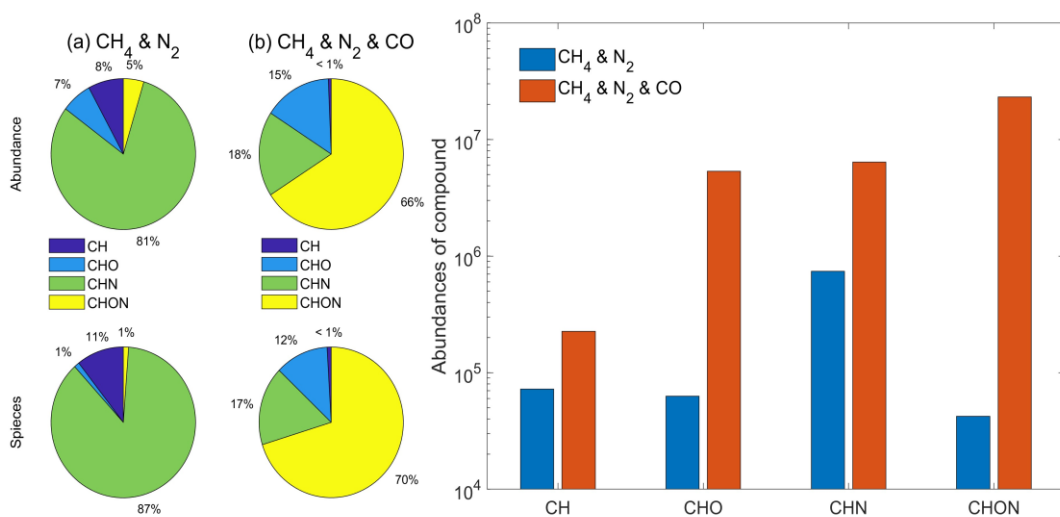 (a) CH4 & N2
(b) CH4 & N2 & CO
Abundance
8%
5%
7%
81%
15%
< 1%
18%
66%
CH
CHO
CHN
CHON
CH
CHO
CHN
CHON
Spieces
1%
11%
1%
87%
12%
< 1%
17%
70%
Abundances of compound
10^8
10^7
10^6
10^5
10^4
CH4 & N2
CH4 & N2 & CO
CH
CHO
CHN
CHON